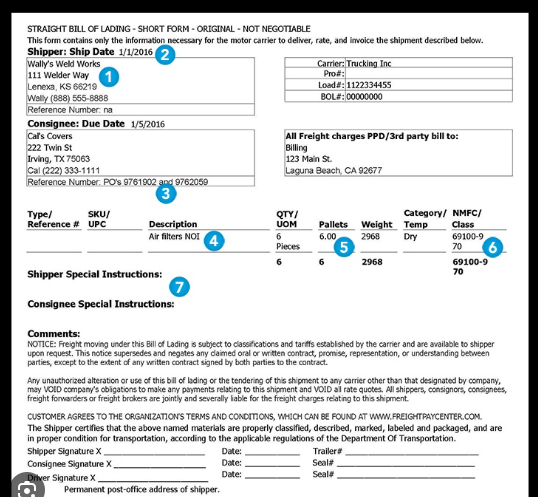 STRAIGHT BILL OF LADING - SHORT FORM - ORIGINAL - NOT NEGOTIABLE
This form contains only the information necessary for the motor carrier to deliver, rate, and invoice the shipment described below.
Shipper: Ship Date 1/1/2016
2
Wally's Weld Works
111 Welder Way
1
Lenexa, KS 66219
Wally (888) 555-8888
Reference Number: na
Carrier: Trucking Inc
Pro#:
Load#: 1122334455
BOL#: 00000000
Consignee: Due Date 1/5/2016
Cal's Covers
222 Twin St
Irving, TX 75063
Cal (222) 333-1111
Reference Number: PO's 9761902 and 9762059
3
All Freight charges PPD/3rd party bill to:
Billing
123 Main St.
Laguna Beach, CA 92677
Type/ SKU/ QTY/ Category/ NMFC/
Reference # UPC Description UOM Pallets Weight Temp Class
Air filters NOI 4 6 6.00 2968 Dry 69100-9
Pieces 5 70 6
6 6 2968 69100-9
70
Shipper Special Instructions:
7
Consignee Special Instructions:
Comments:
NOTICE: Freight moving under this Bill of Lading is subject to classifications and tariffs established by the carrier and are available to shipper
upon request. This notice supersedes and negates any claimed oral or written contract, promise, representation, or understanding between
parties, except to the extent of any written contract signed by both parties to the contract.
Any unauthorized alteration or use of this bill of lading or the tendering of this shipment to any carrier other than that designated by company,
may VOID company's obligations to make any payments relating to this shipment and VOID all rate quotes. All shippers, consignors, consignees,
freight forwarders or freight brokers are jointly and severally liable for the freight charges relating to this shipment.
CUSTOMER AGREES TO THE ORGANIZATION'S TERMS AND CONDITIONS, WHICH CAN BE FOUND AT WWW.FREIGHTPAYCENTER.COM.
The Shipper certifies that the above named materials are properly classified, described, marked, labeled and packaged, and are
in proper condition for transportation, according to the applicable regulations of the Department Of Transportation.
Shipper Signature X Date: Trailer#
Consignee Signature X Date: Seal#
Driver Signature X Date: Seal#
Permanent post-office address of shipper.